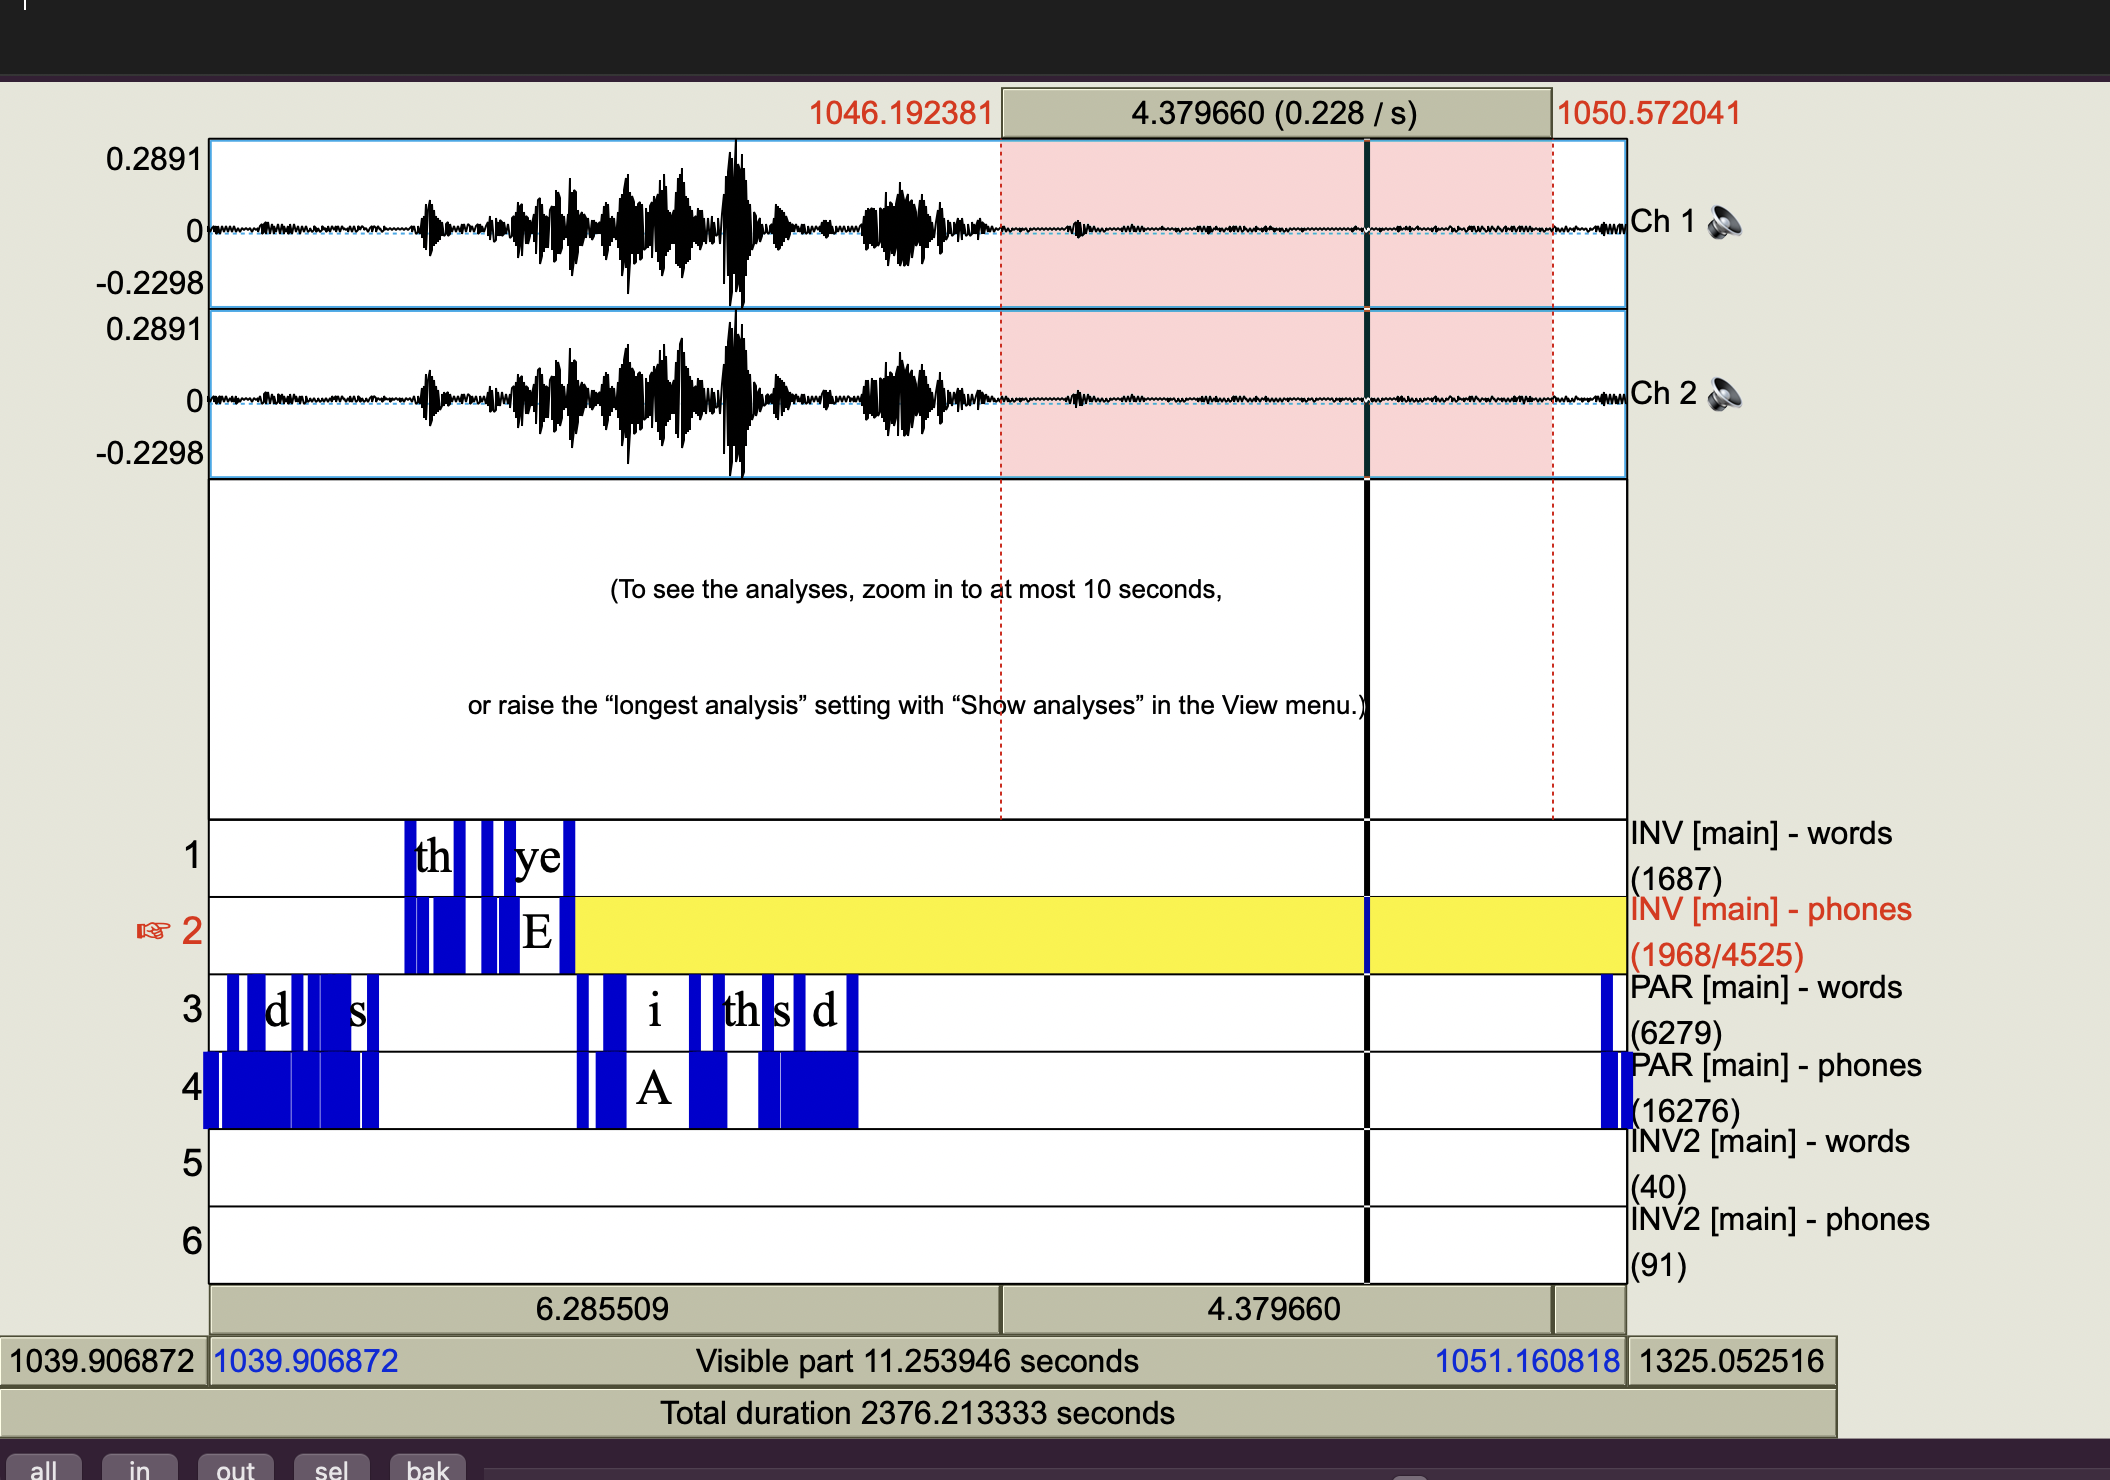 1046.192381 4.379660 (0.228 / s) 1050.572041
0.2891
0
-0.2298
Ch 1
0.2891
0
-0.2298
Ch 2
(To see the analyses, zoom in to at most 10 seconds,
or raise the “longest analysis” setting with “Show analyses” in the View menu.)
1 th ye INV [main] - words
(1687)
☞ 2 E INV [main] - phones
(1968/4525)
3 d s i th s d PAR [main] - words
(6279)
4 A PAR [main] - phones
(16276)
5 INV2 [main] - words
(40)
6 INV2 [main] - phones
(91)
6.285509 4.379660
1039.906872 1039.906872 Visible part 11.253946 seconds 1051.160818 1325.052516
Total duration 2376.213333 seconds
all in out sel bak